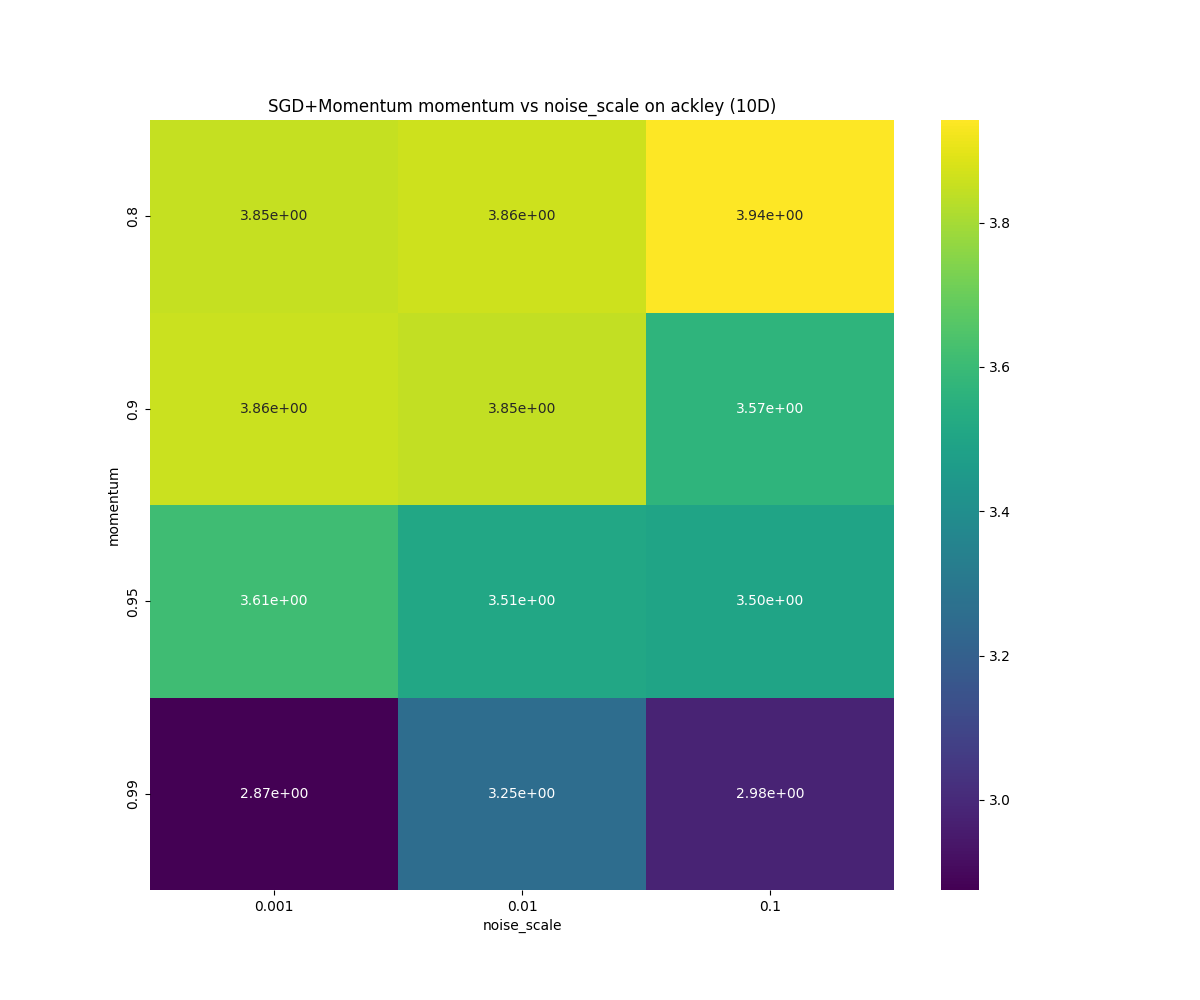 SGD+Momentum momentum vs noise_scale on ackley (10D)
0.8 3.85e+00 3.86e+00 3.94e+00
0.9 3.86e+00 3.85e+00 3.57e+00
0.95 3.61e+00 3.51e+00 3.50e+00
0.99 2.87e+00 3.25e+00 2.98e+00
momentum
0.001 0.01 0.1
noise_scale
3.8
3.6
3.4
3.2
3.0